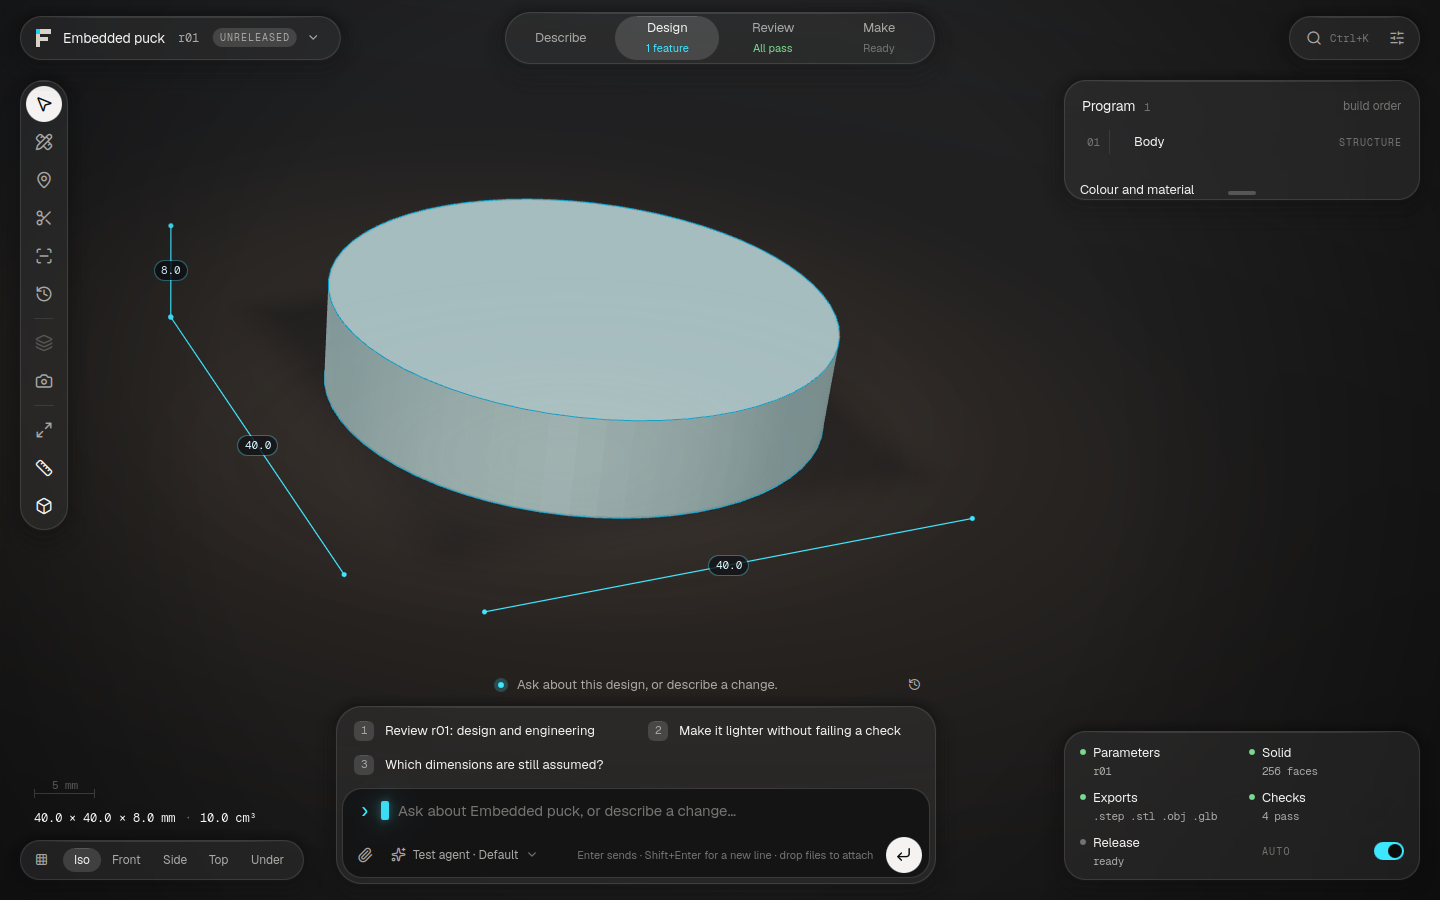 Embedded puck r01 UNRELEASED
Describe
Design
1 feature
Review
All pass
Make
Ready
Ctrl+K
Program 1 build order
01 Body STRUCTURE
Colour and material
8.0
40.0
40.0
Ask about this design, or describe a change.
1 Review r01: design and engineering
2 Make it lighter without failing a check
3 Which dimensions are still assumed?
› Ask about Embedded puck, or describe a change…
Test agent · Default
Enter sends · Shift+Enter for a new line · drop files to attach
5 mm
40.0 × 40.0 × 8.0 mm · 10.0 cm³
Iso Front Side Top Under
Parameters
r01
Solid
256 faces
Exports
.step .stl .obj .glb
Checks
4 pass
Release
ready
AUTO